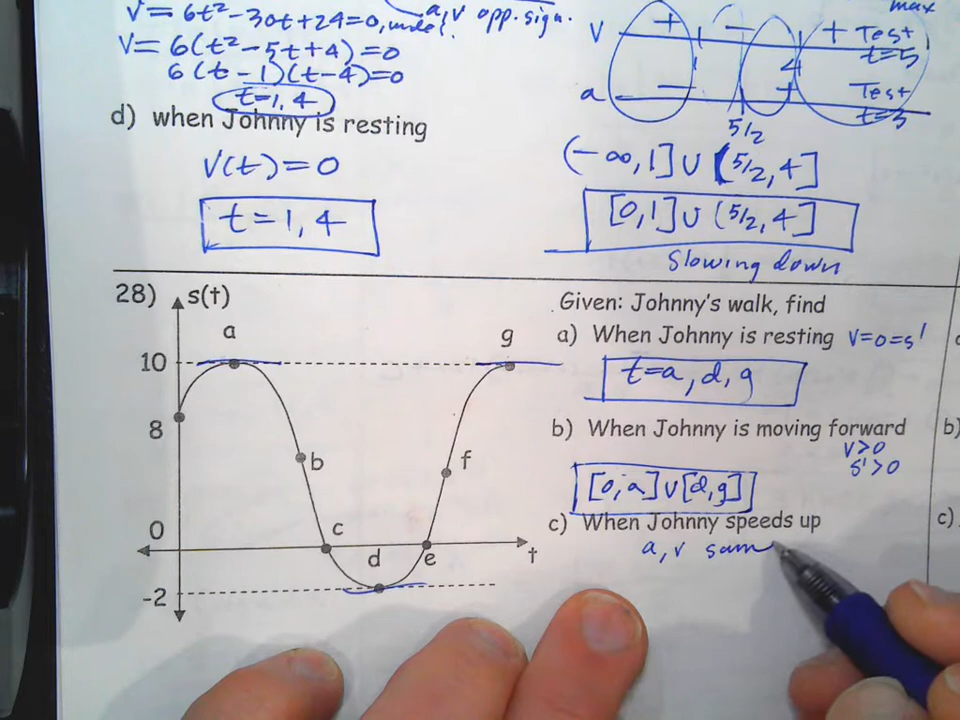 V = 6t² - 30t + 24 = 0, a, v opp. sign.
V = 6(t² - 5t + 4) = 0
6(t - 1)(t - 4) = 0
t = 1, 4
d) when Johnny is resting
V(t) = 0
t = 1, 4
max
V + | - | + Test t=5
1 4
a - | + Test t=3
5/2
(-∞, 1] ∪ (5/2, 4]
[0, 1] ∪ (5/2, 4]
Slowing down
28) s(t)
a
g
10
8
b
f
0
c
d
e
t
-2
Given: Johnny's walk, find
a) When Johnny is resting V=0=s'
t=a, d, g
b) When Johnny is moving forward
V>0
s'>0
[0, a] ∪ [d, g]
c) When Johnny speeds up
a, v sam
b)
c)